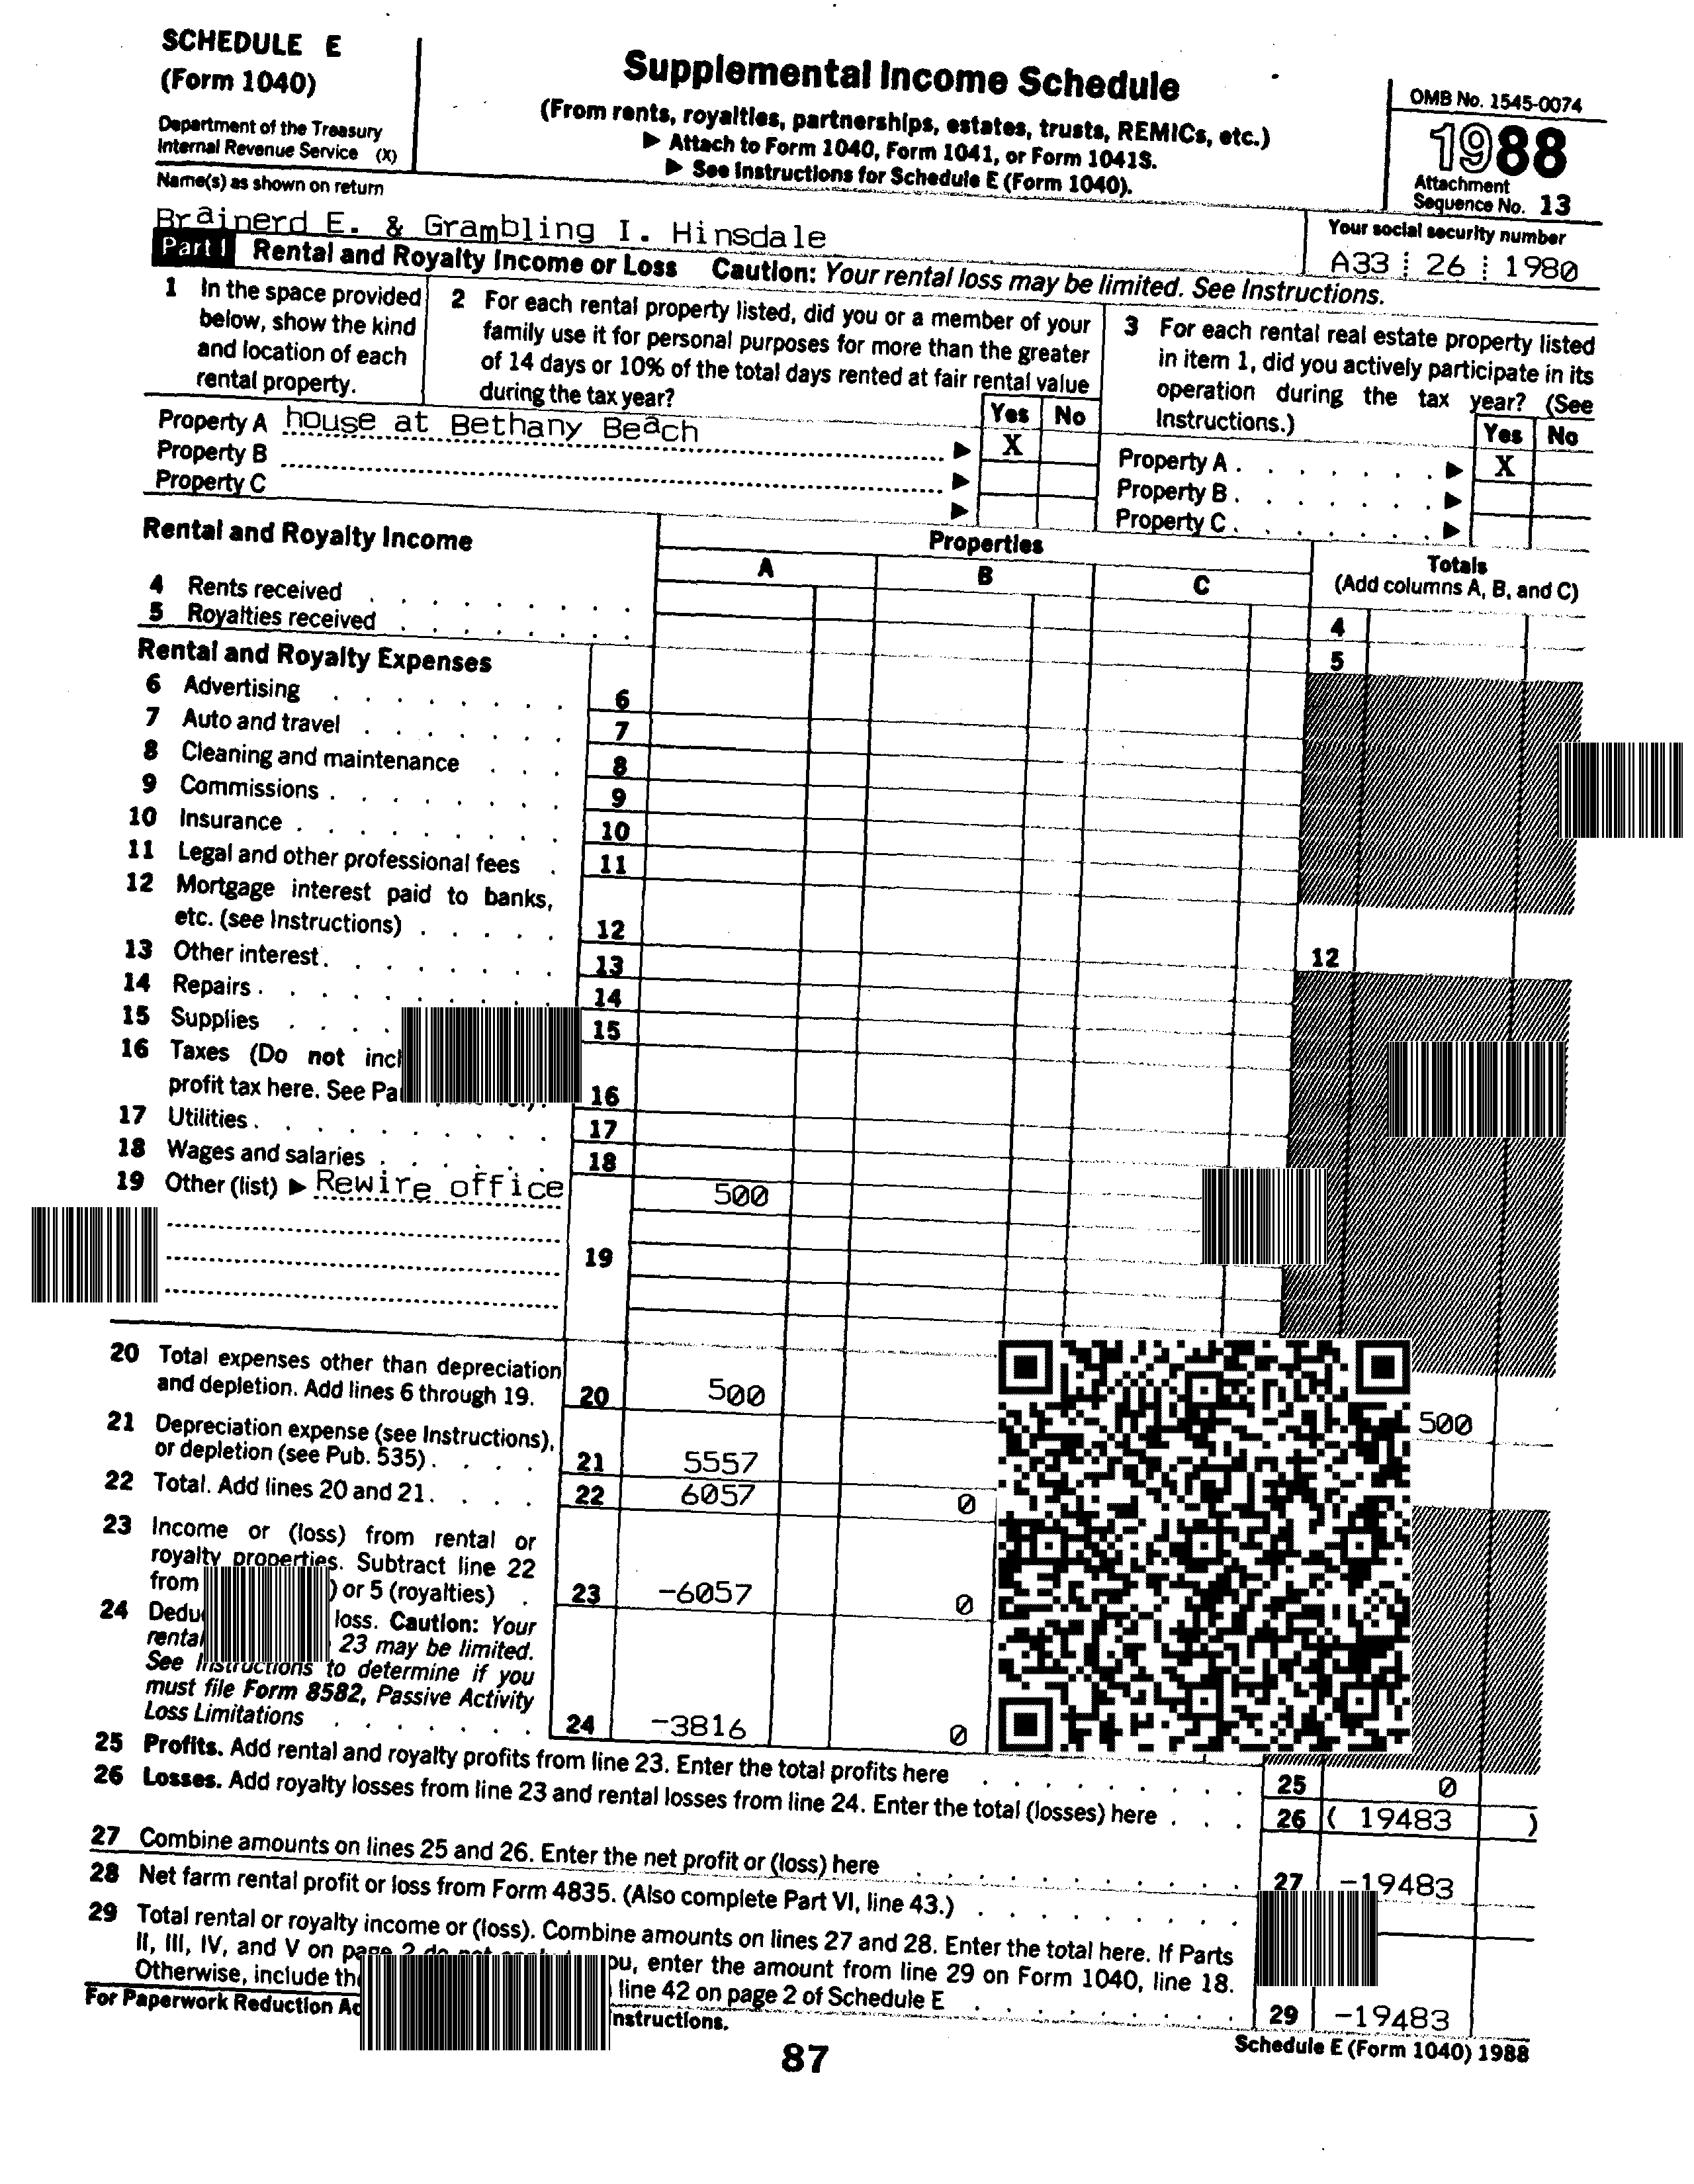 SCHEDULE E
(Form 1040)
Department of the Treasury
Internal Revenue Service (X)
Supplemental Income Schedule
(From rents, royalties, partnerships, estates, trusts, REMICs, etc.)
▶ Attach to Form 1040, Form 1041, or Form 1041S.
▶ See Instructions for Schedule E (Form 1040).
OMB No. 1545-0074
1988
Attachment
Sequence No. 13
Name(s) as shown on return
Brainerd E. & Grambling I. Hinsdale
Your social security number
A33 26 1980
Part I Rental and Royalty Income or Loss Caution: Your rental loss may be limited. See Instructions.
1 In the space provided
below, show the kind
and location of each
rental property.
2 For each rental property listed, did you or a member of your
family use it for personal purposes for more than the greater
of 14 days or 10% of the total days rented at fair rental value
during the tax year?
3 For each rental real estate property listed
in item 1, did you actively participate in its
operation during the tax year? (See
Instructions.)
Yes No
Yes No
Property A house at Bethany Beach ▶ X
Property B ▶
Property C ▶
Property A . . . . . . . ▶ X
Property B . . . . . . . ▶
Property C . . . . . . . ▶
Rental and Royalty Income
Properties
A B C
Totals
(Add columns A, B, and C)
4 Rents received . . . . . . . . . 4
5 Royalties received . . . . . . . . 5
Rental and Royalty Expenses
6 Advertising . . . . . . . . 6
7 Auto and travel . . . . . . . 7
8 Cleaning and maintenance . . . 8
9 Commissions . . . . . . . . 9
10 Insurance . . . . . . . . . 10
11 Legal and other professional fees . 11
12 Mortgage interest paid to banks,
etc. (see Instructions) . . . . . 12 12
13 Other interest . . . . . . . . 13
14 Repairs . . . . . . . . . . 14
15 Supplies . . . . 15
16 Taxes (Do not
profit tax here. See 16
17 Utilities . . . . . . . . . . 17
18 Wages and salaries . . . . . . 18
19 Other (list) ▶ Rewire office 500
19
20 Total expenses other than depreciation
and depletion. Add lines 6 through 19. 20 500 500
21 Depreciation expense (see Instructions),
or depletion (see Pub. 535) . . . . 21 5557
22 Total. Add lines 20 and 21. . . . 22 6057 0
23 Income or (loss) from rental or
royalty properties. Subtract line 22
from ) or 5 (royalties) . 23 -6057 0
24 loss. Caution: Your
23 may be limited.
See Instructions to determine if you
must file Form 8582, Passive Activity
Loss Limitations . . . . . . . 24 -3816 0
25 Profits. Add rental and royalty profits from line 23. Enter the total profits here . . . . . . . . . 25 0
26 Losses. Add royalty losses from line 23 and rental losses from line 24. Enter the total (losses) here . . . 26 ( 19483 )
27 Combine amounts on lines 25 and 26. Enter the net profit or (loss) here . . . . . . . . . . . 27 -19483
28 Net farm rental profit or loss from Form 4835. (Also complete Part VI, line 43.) . . . . . . . . .
29 Total rental or royalty income or (loss). Combine amounts on lines 27 and 28. Enter the total here. If Parts
II, III, IV, and V on page 2 do not enter the amount from line 29 on Form 1040, line 18.
Otherwise, include line 42 on page 2 of Schedule E . . . . . . . . . 29 -19483
For Paperwork Reduction
Schedule E (Form 1040) 1988
87